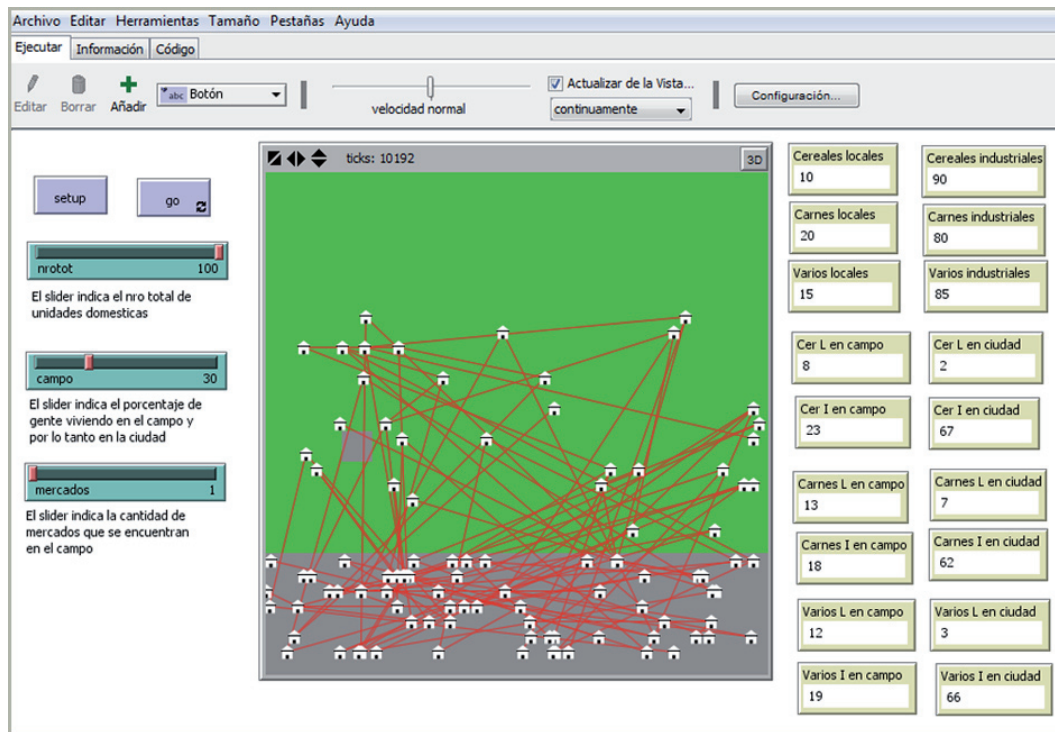 Archivo Editar Herramientas Tamaño Pestañas Ayuda
Ejecutar Información Código
Editar Borrar Añadir abc Botón velocidad normal Actualizar de la Vista... continuamente Configuración...
ticks: 10192 3D
setup go
nrotot 100
El slider indica el nro total de
unidades domesticas
campo 30
El slider indica el porcentaje de
gente viviendo en el campo y
por lo tanto en la ciudad
mercados 1
El slider indica la cantidad de
mercados que se encuentran
en el campo
Cereales locales Cereales industriales
10 90
Carnes locales Carnes industriales
20 80
Varios locales Varios industriales
15 85
Cer L en campo Cer L en ciudad
8 2
Cer I en campo Cer I en ciudad
23 67
Carnes L en campo Carnes L en ciudad
13 7
Carnes I en campo Carnes I en ciudad
18 62
Varios L en campo Varios L en ciudad
12 3
Varios I en campo Varios I en ciudad
19 66